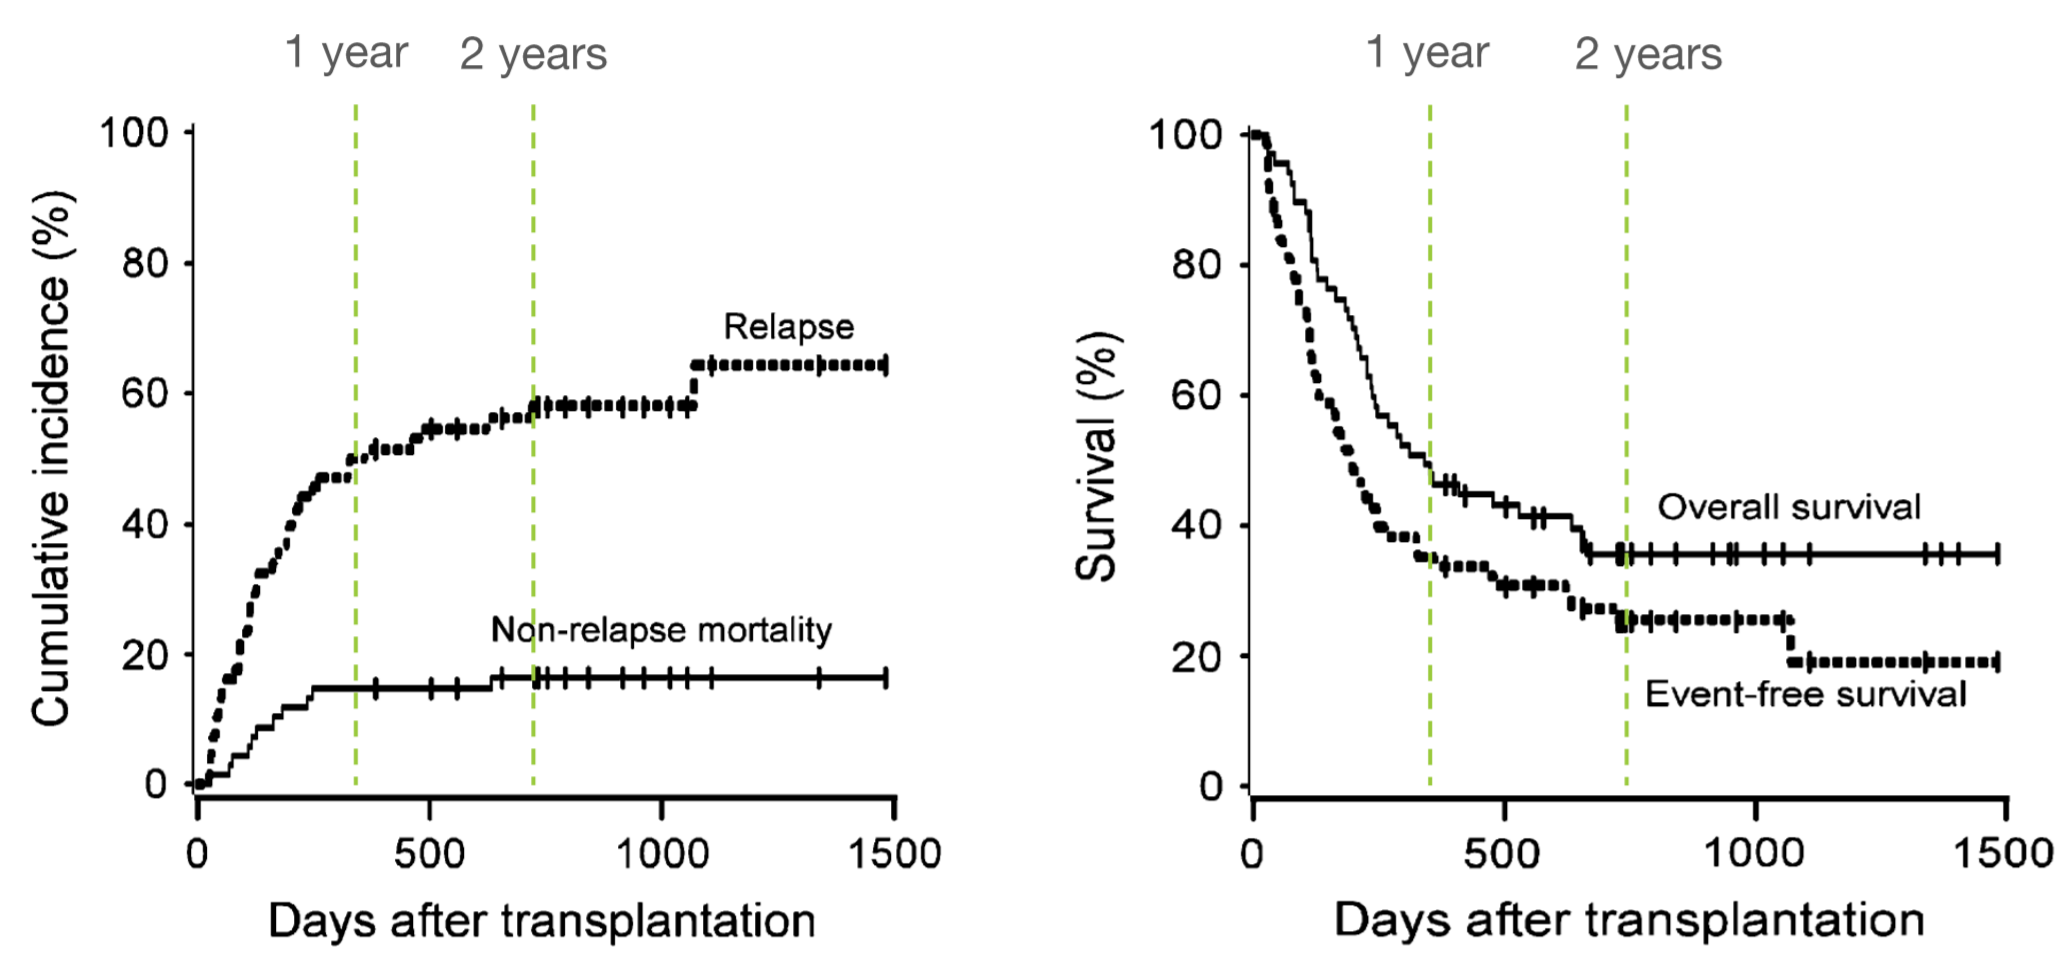 1 year 2 years
100
80
60
40
20
0
Cumulative incidence (%)
Relapse
Non-relapse mortality
0 500 1000 1500
Days after transplantation
1 year 2 years
100
80
60
40
20
0
Survival (%)
Overall survival
Event-free survival
0 500 1000 1500
Days after transplantation